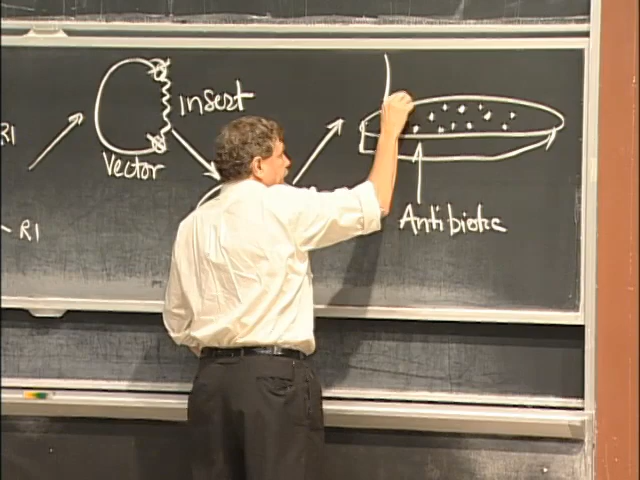 R1
insert
Vector
R1
Antibiotic